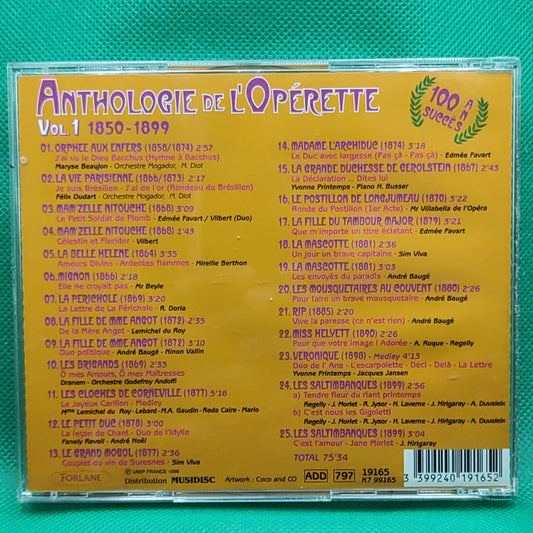 ANTHOLOGIE DE L'OPÉRETTE
VOL.1 1850-1899
100 ANS
SUCCÈS
01. ORPHEE AUX ENFERS (1858/1874) 2'57
J'ai vu le Dieu Bacchus (Hymne à Bacchus)
Maryse Beaujon - Orchestre Mogador, M. Diot
02. LA VIE PARISIENNE (1866/1873) 2'17
Je suis Brésilien - J'ai de l'or (Rondeau du Brésilien)
Félix Oudart - Orchestre Mogador, M. Diot
03. MAM'ZELLE NITOUCHE (1868) 3'09
Le Petit Soldat de Plomb - Edmée Favart / Vilbert (Duo)
04. MAM'ZELLE NITOUCHE (1868) 1'43
Célestin et Floridor - Vilbert
05. LA BELLE HELENE (1864) 3'35
Amours Divins - Ardentes flammes - Mireille Berthon
06. MIGNON (1866) 2'18
Elle ne croyait pas - Mr Beyle
07. LA PERICHOLE (1869) 3'20
La Lettre de La Périchole - R. Doria
08. LA FILLE DE MME ANGOT (1872) 2'35
De la Mère Angot - Lemichel du Roy
09. LA FILLE DE MME ANGOT (1872) 3'10
Duo politique - André Baugé - Ninon Vallin
10. LES BRIGANDS (1869) 2'35
Ô mes Amours, Ô mes Maîtresses
Dranem - Orchestre Godefroy Andolfi
11. LES CLOCHES DE CORNEVILLE (1877) 5'16
Le Joyeux Carillon - Medley
Mme Lemichel du Roy - Lebard - M.A. Gaudin - Reda Caire - Mario
12. LE PETIT DUC (1878) 3'00
La leçon de Chant - Duo de l'Idylle
Fanely Revoil - André Noël
13. LE GRAND MOGOL (1877) 2'36
Couplet du vin de Suresnes - Sim Viva
14. MADAME L'ARCHIDUC (1874) 3'18
Le Duc avec largesse (Pas çà - Pas çà) - Edmée Favart
15. LA GRANDE DUCHESSE DE GEROLSTEIN (1867) 2'43
La Déclaration ... Dites lui
Yvonne Printemps - Piano H. Busser
16. LE POSTILLON DE LONGJUMEAU (1870) 3'22
Ronde du Postillon (1er Acte) - Mr Villabella de l'Opéra
17. LA FILLE DU TAMBOUR MAJOR (1879) 3'21
Que m'importe un titre éclatant - Edmée Favart
18. LA MASCOTTE (1881) 2'36
Un jour un brave capitaine - Sim Viva
19. LA MASCOTTE (1881) 3'03
Les envoyés du paradis - André Baugé
20. LES MOUSQUETAIRES AU COUVENT (1880) 2'26
Pour faire un brave mousquetaire - André Baugé
21. RIP (1885) 2'20
Vive la paresse (ce n'est rien) - André Baugé
22. MISS HELYETT (1890) 2'26
Pour que votre image ! Adorée - A. Roque - Regelly
23. VERONIQUE (1898) - Medley 4'13
Duo de l'Ane - L'escarpolette - Deci - Delà - La Lettre
Yvonne Printemps - Jacques Jansen
24. LES SALTIMBANQUES (1899) 2'56
a) Tendre fleur du riant printemps
Regelly - J. Morlet - R. Jysor - H. Laverne - J. Hirigaray - A. Duvaleix
b) C'est nous les Gigoletti
Regelly - J. Morlet - R. Jysor - H. Laverne - J. Hirigaray - A. Duvaleix
25. LES SALTIMBANQUES (1899) 3'04
C'est l'amour - Jane Morlet - J. Hirigaray
TOTAL 75'34
FORLANE
℗ UMIP FRANCE 1998
Distribution MUSIDISC
Artwork : Coco and CO
ADD
797
19165
K7 99165
3 399240 191652